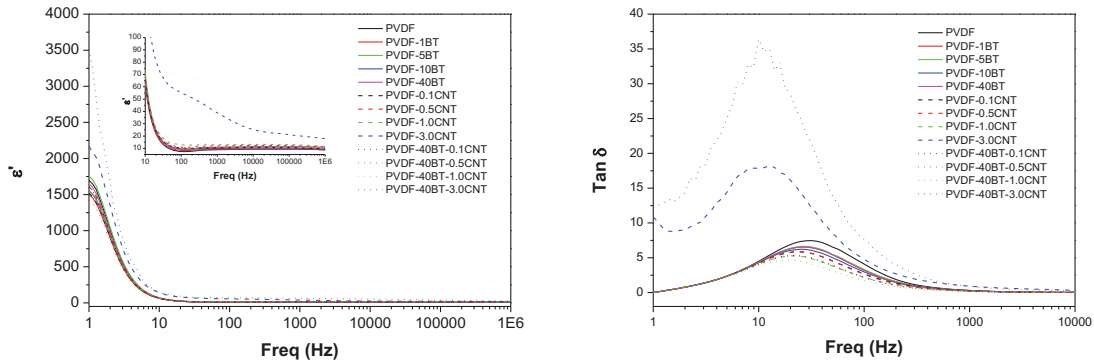 4000
3500
3000
2500
2000
1500
1000
500
0
ε'
1 10 100 1000 10000 100000 1E6
Freq (Hz)
100
90
80
70
60
50
40
30
20
10
ε'
10 100 1000 10000 100000 1E6
Freq (Hz)
PVDF
PVDF-1BT
PVDF-5BT
PVDF-10BT
PVDF-40BT
PVDF-0.1CNT
PVDF-0.5CNT
PVDF-1.0CNT
PVDF-3.0CNT
PVDF-40BT-0.1CNT
PVDF-40BT-0.5CNT
PVDF-40BT-1.0CNT
PVDF-40BT-3.0CNT
40
35
30
25
20
15
10
5
0
Tan δ
1 10 100 1000 10000
Freq (Hz)
PVDF
PVDF-1BT
PVDF-5BT
PVDF-10BT
PVDF-40BT
PVDF-0.1CNT
PVDF-0.5CNT
PVDF-1.0CNT
PVDF-3.0CNT
PVDF-40BT-0.1CNT
PVDF-40BT-0.5CNT
PVDF-40BT-1.0CNT
PVDF-40BT-3.0CNT